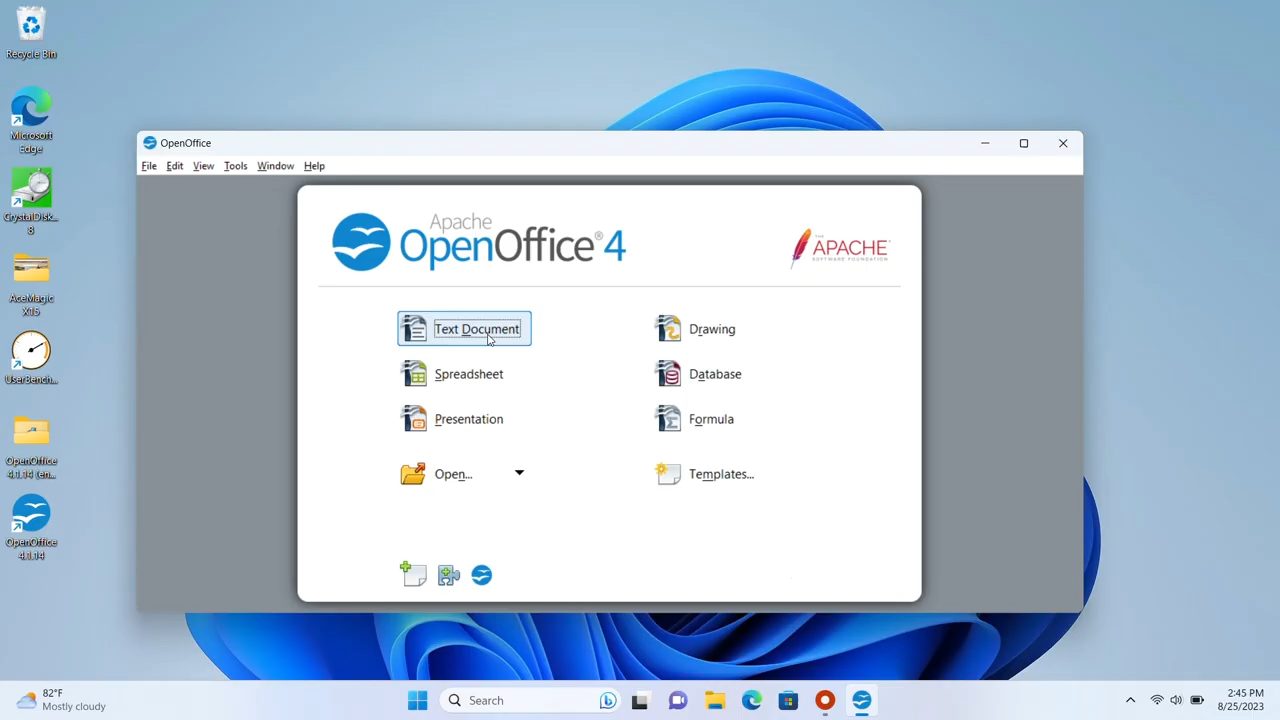 Recycle Bin
Microsoft
Edge
CrystalDisk...
8
AceMagic
X15
UserBench...
OpenOffice
4.1.14 (en...
OpenOffice
4.1.14
OpenOffice
File Edit View Tools Window Help
Apache
OpenOffice® 4
THE
APACHE
SOFTWARE FOUNDATION
Text Document
Drawing
Spreadsheet
Database
Presentation
Formula
Open...
Templates...
82°F
Mostly cloudy
Search
2:45 PM
8/25/2023